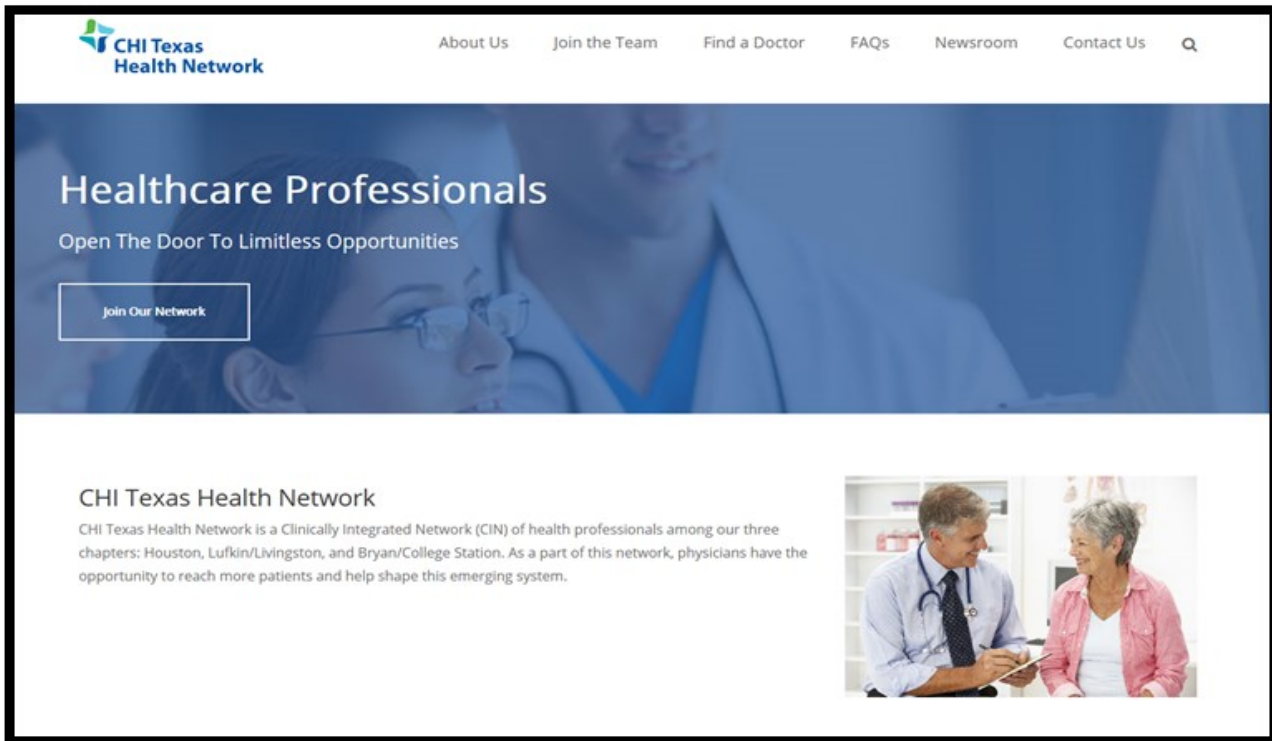 CHI Texas
Health Network
About Us Join the Team Find a Doctor FAQs Newsroom Contact Us
Healthcare Professionals
Open The Door To Limitless Opportunities
Join Our Network
CHI Texas Health Network
CHI Texas Health Network is a Clinically Integrated Network (CIN) of health professionals among our three
chapters: Houston, Lufkin/Livingston, and Bryan/College Station. As a part of this network, physicians have the
opportunity to reach more patients and help shape this emerging system.